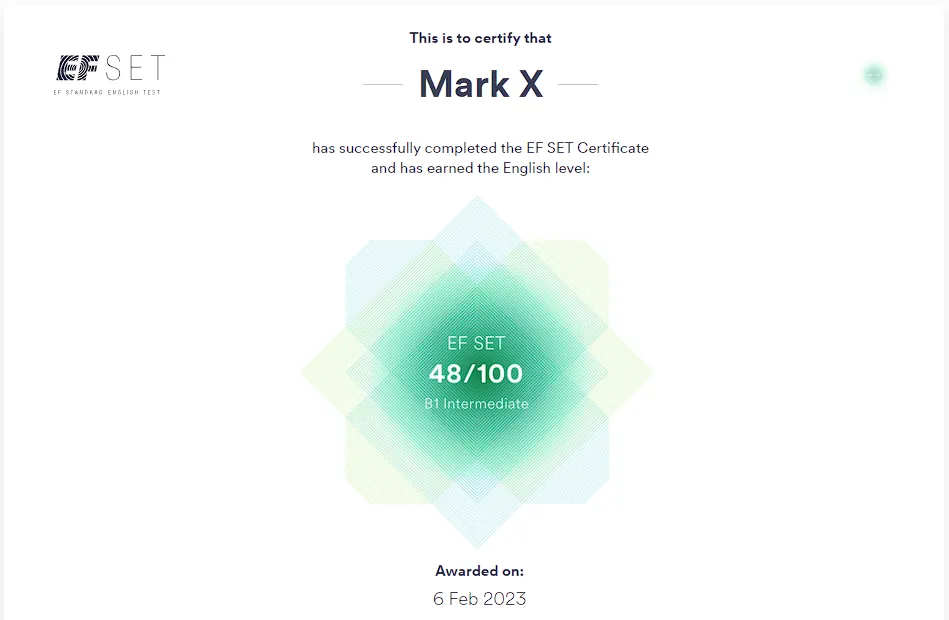 This is to certify that
EF SET
EF STANDARD ENGLISH TEST
Mark X
has successfully completed the EF SET Certificate
and has earned the English level:
EF SET
48/100
B1 Intermediate
Awarded on:
6 Feb 2023